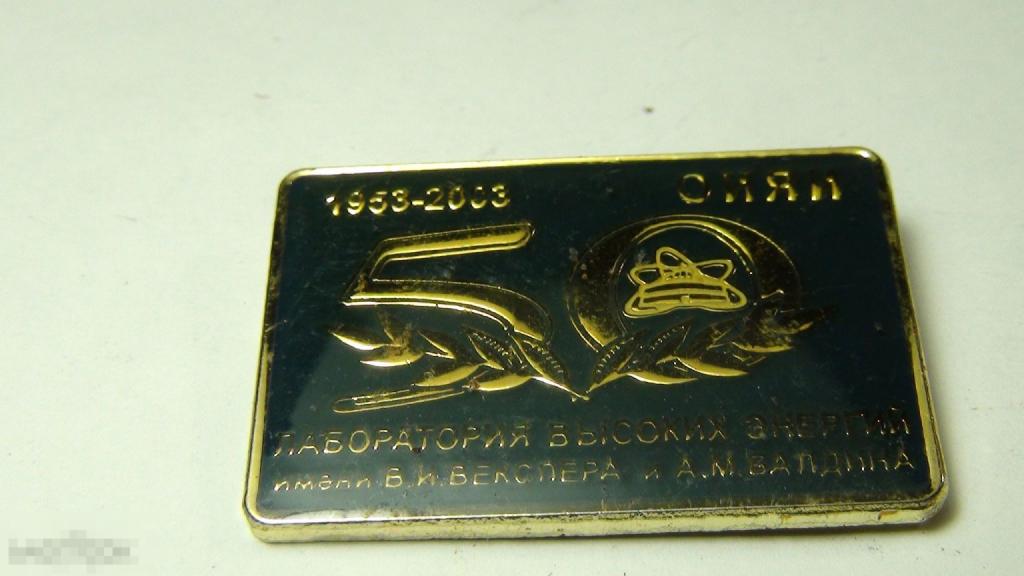 1953-2003 ОИЯИ
50
ЛАБОРАТОРИЯ ВЫСОКИХ ЭНЕРГИЙ
имени В.И.ВЕКСЛЕРА и А.М.БАЛДИНА